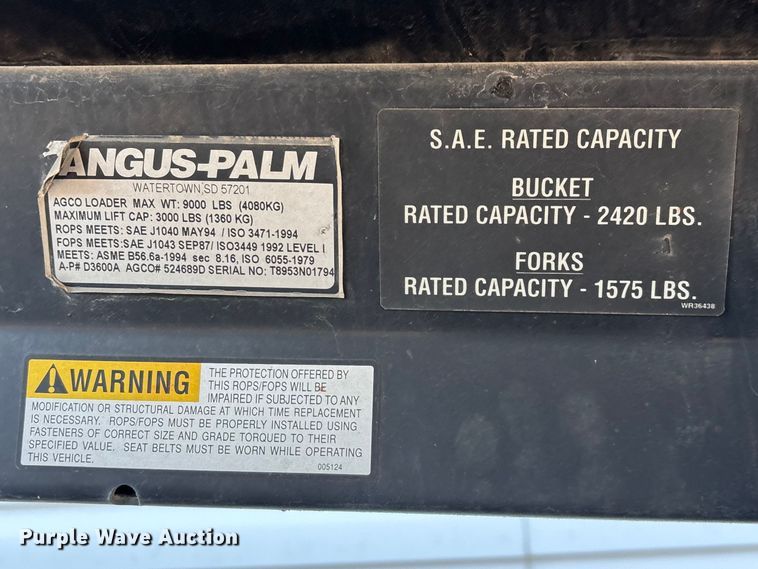 ANGUS-PALM
WATERTOWN, SD 57201
AGCO LOADER MAX WT: 9000 LBS (4080KG)
MAXIMUM LIFT CAP: 3000 LBS (1360 KG)
ROPS MEETS: SAE J1040 MAY94 / ISO 3471-1994
FOPS MEETS:SAE J1043 SEP87/ ISO3449 1992 LEVEL I
MEETS: ASME B56.6a-1994 sec 8.16, ISO 6055-1979
A-P# D3600A AGCO# 524689D SERIAL NO: T8953N01794
S.A.E. RATED CAPACITY
BUCKET
RATED CAPACITY - 2420 LBS.
FORKS
RATED CAPACITY - 1575 LBS.
WR36438
WARNING
THE PROTECTION OFFERED BY
THIS ROPS/FOPS WILL BE
IMPAIRED IF SUBJECTED TO ANY
MODIFICATION OR STRUCTURAL DAMAGE AT WHICH TIME REPLACEMENT
IS NECESSARY. ROPS/FOPS MUST BE PROPERLY INSTALLED USING
FASTENERS OF CORRECT SIZE AND GRADE TORQUED TO THEIR
SPECIFIED VALUE. SEAT BELTS MUST BE WORN WHILE OPERATING
THIS VEHICLE.
005124
Purple Wave Auction